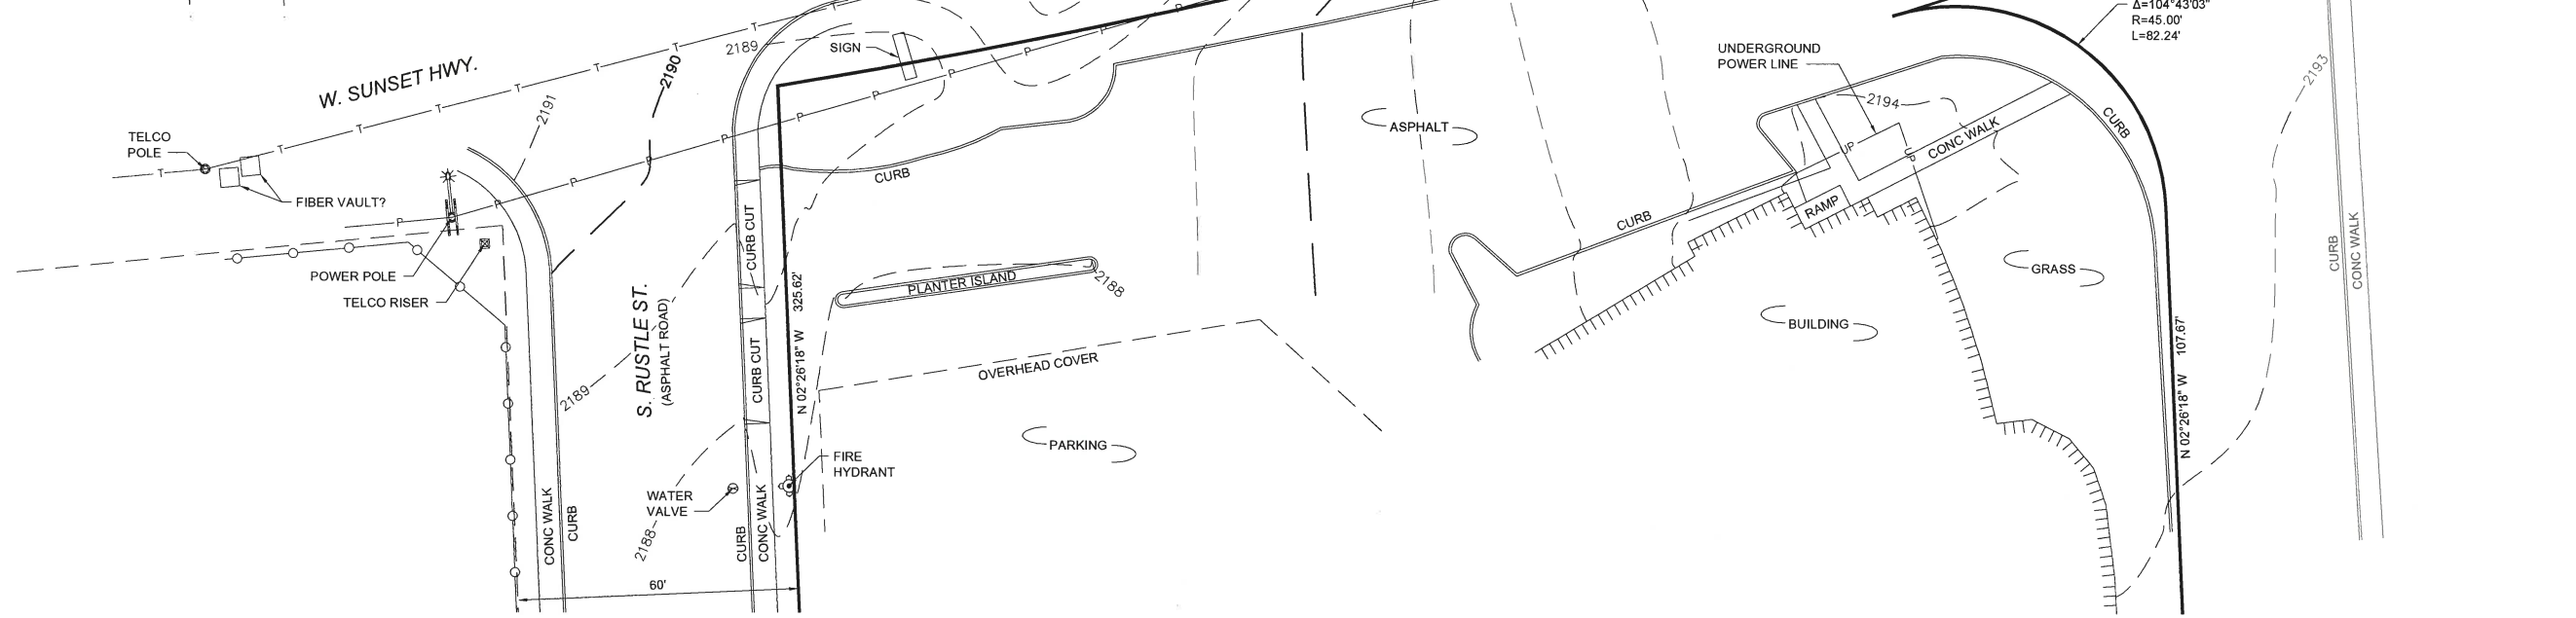 Δ=104°43'03"
R=45.00'
L=82.24'
W. SUNSET HWY.
2189
2190
2191
SIGN
UNDERGROUND
POWER LINE
2193
2194
TELCO
POLE
FIBER VAULT?
ASPHALT
CONC WALK
CURB
CURB
CURB
RAMP
UP
UP
CURB CUT
POWER POLE
TELCO RISER
PLANTER ISLAND
2188
GRASS
BUILDING
CURB
CONC WALK
S. RUSTLE ST.
(ASPHALT ROAD)
N 02°26'18" W 325.62'
CURB CUT
OVERHEAD COVER
2189
N 02°26'18" W 107.67'
PARKING
FIRE
HYDRANT
WATER
VALVE
2188
CONC WALK
CURB
CURB
CONC WALK
60'
T
T
T
T
T
T
T
T
T
P
P
P
P
P
P
P
P
P
P
P